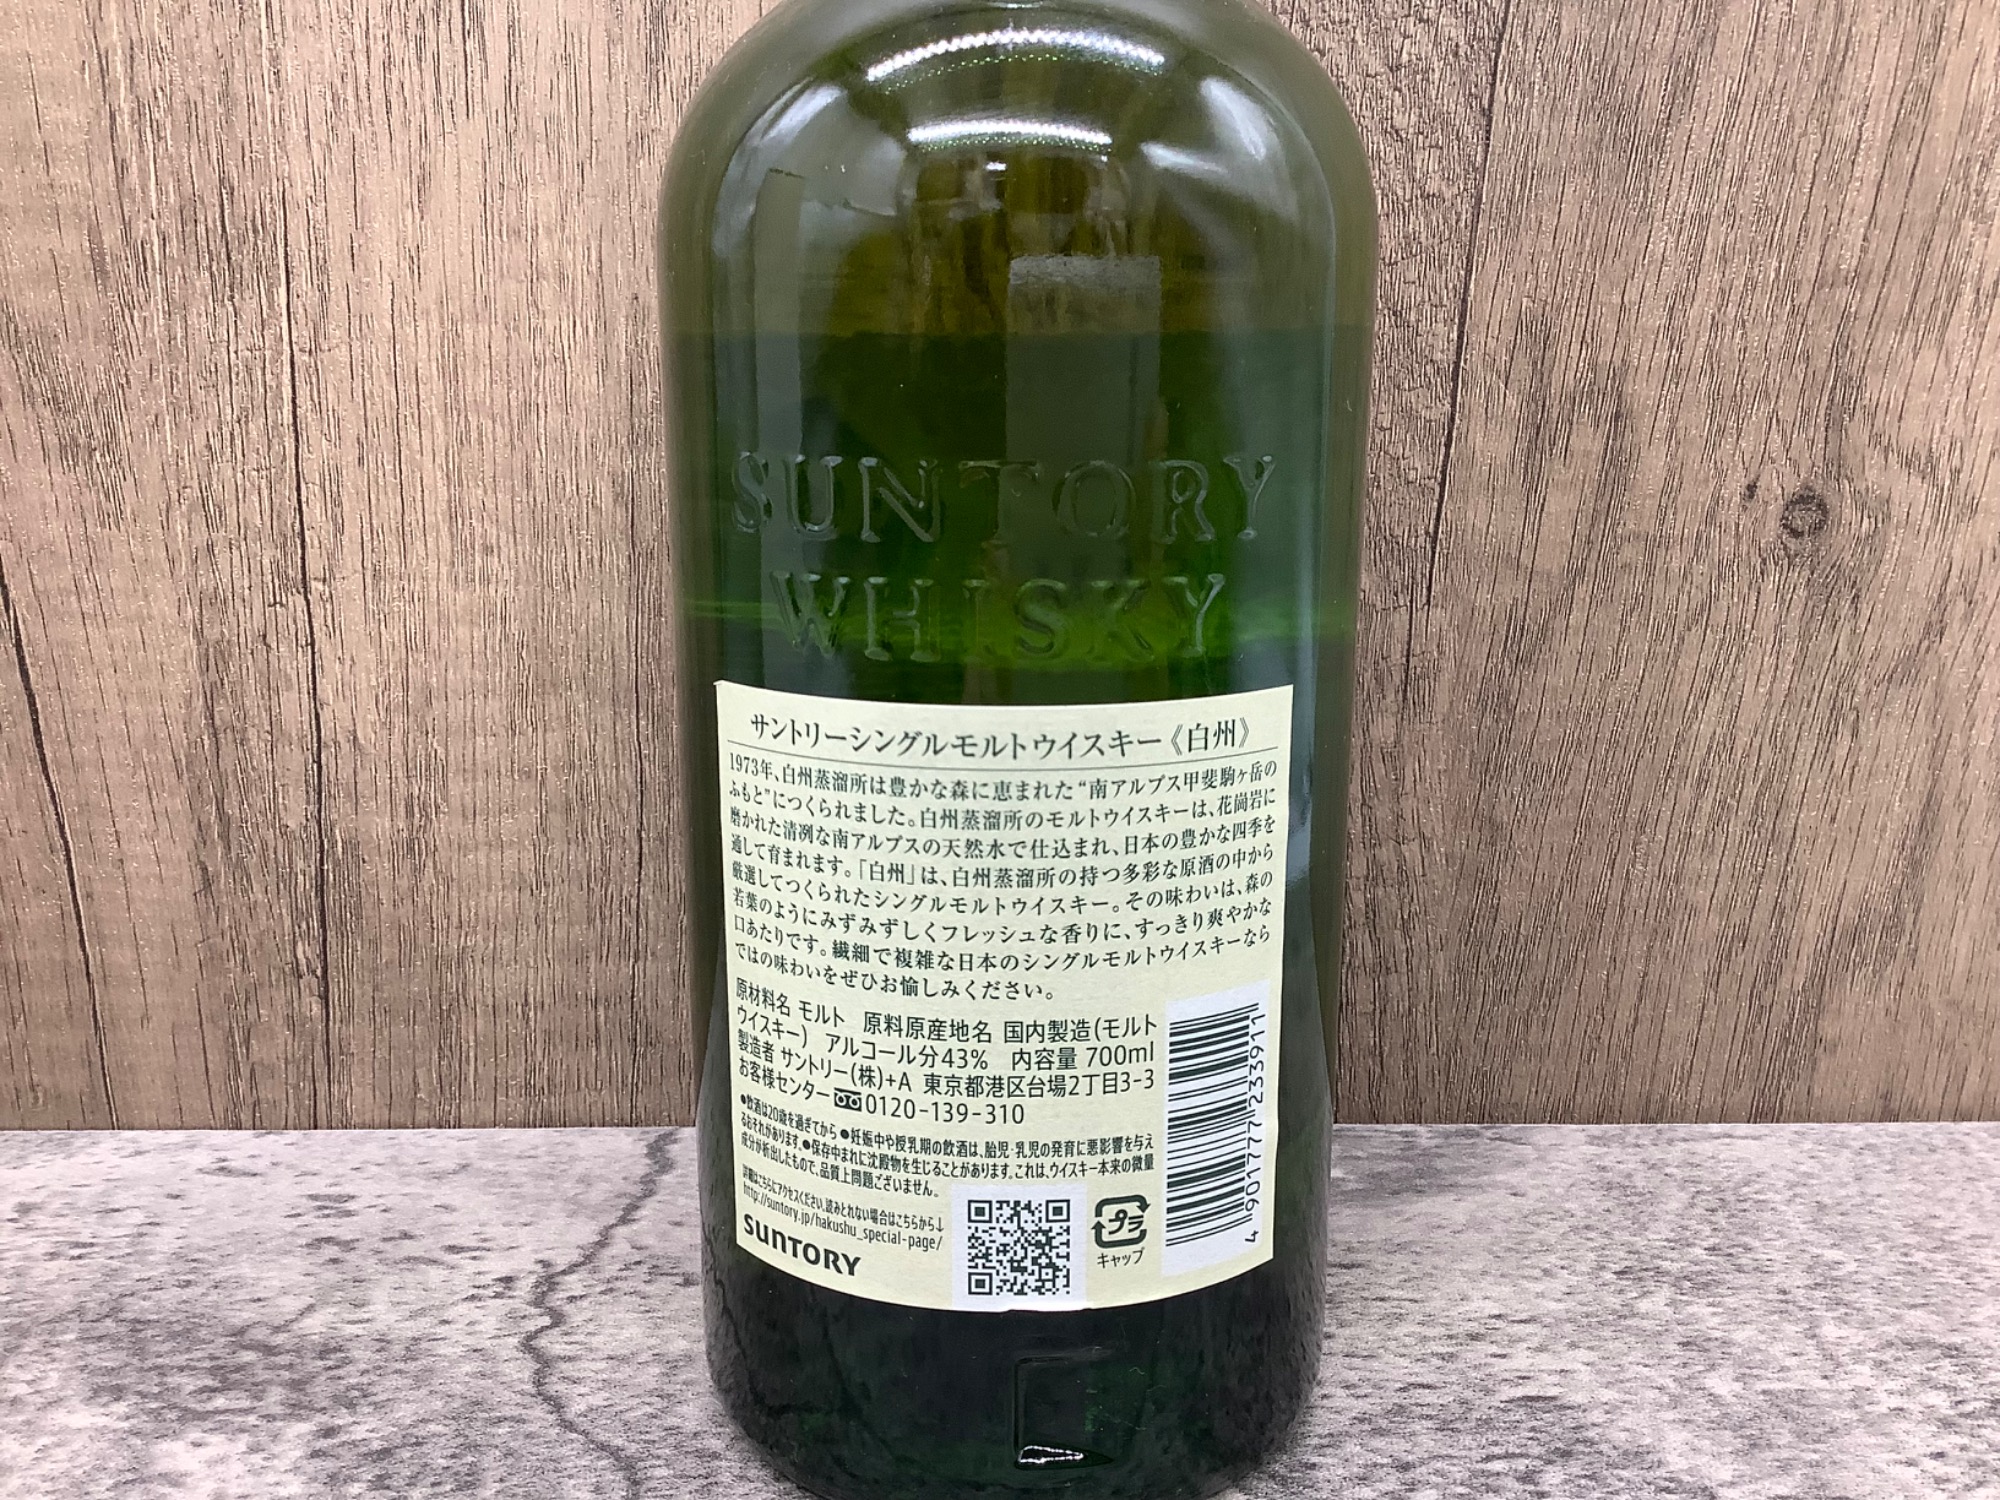 SUNTORY
WHISKY
サントリーシングルモルトウイスキー《白州》
1973年、白州蒸溜所は豊かな森に恵まれた“南アルプス甲斐駒ヶ岳の
ふもと”につくられました。白州蒸溜所のモルトウイスキーは、花崗岩に
磨かれた清冽な南アルプスの天然水で仕込まれ、日本の豊かな四季を
通して育まれます。「白州」は、白州蒸溜所の持つ多彩な原酒の中から
厳選してつくられたシングルモルトウイスキー。その味わいは、森の
若葉のようにみずみずしくフレッシュな香りに、すっきり爽やかな
口あたりです。繊細で複雑な日本のシングルモルトウイスキーなら
ではの味わいをぜひお愉しみください。
原材料名 モルト 原料原産地名 国内製造(モルト
ウイスキー) アルコール分43% 内容量 700ml
製造者 サントリー(株)+A 東京都港区台場2丁目3-3
お客様センター 0120-139-310
●飲酒は20歳を過ぎてから ●妊娠中や授乳期の飲酒は、胎児・乳児の発育に悪影響を与え
るおそれがあります。●保存中まれに沈殿物を生じることがあります。これは、ウイスキー本来の微量
成分が析出したもので、品質上問題ございません。
詳細はこちらにアクセスください。読みとれない場合はこちらから↓
http://suntory.jp/hakushu_special-page/
SUNTORY
プラ
キャップ
4 901777 233911